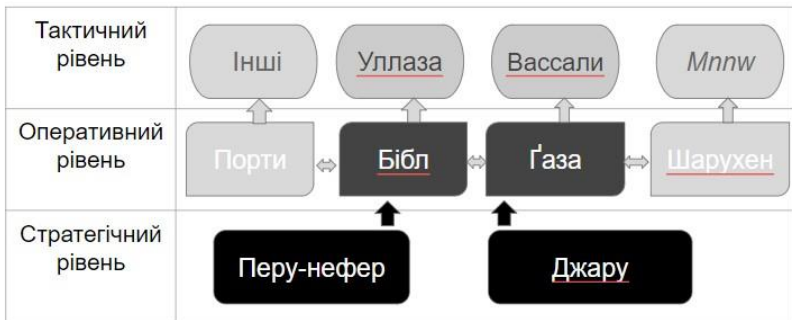 Тактичний
рівень
Інші
Уллаза
Вассали
Mnnw
Оперативний
рівень
Порти
Бібл
Ґаза
Шарухен
Стратегічний
рівень
Перу-нефер
Джару